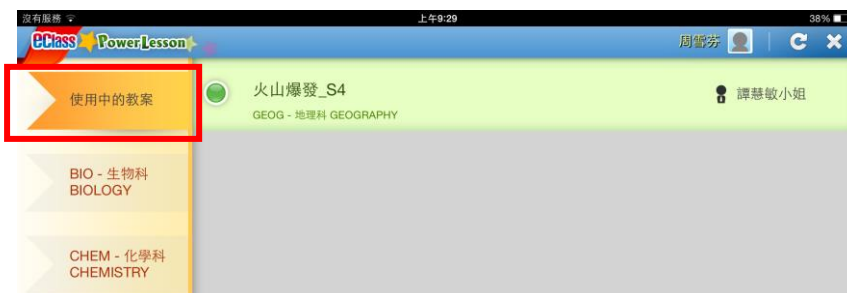 沒有服務
上午9:29
38%
eClass PowerLesson
周雪芬
使用中的教案
火山爆發_S4
GEOG - 地理科 GEOGRAPHY
譚慧敏小姐
BIO - 生物科
BIOLOGY
CHEM - 化學科
CHEMISTRY